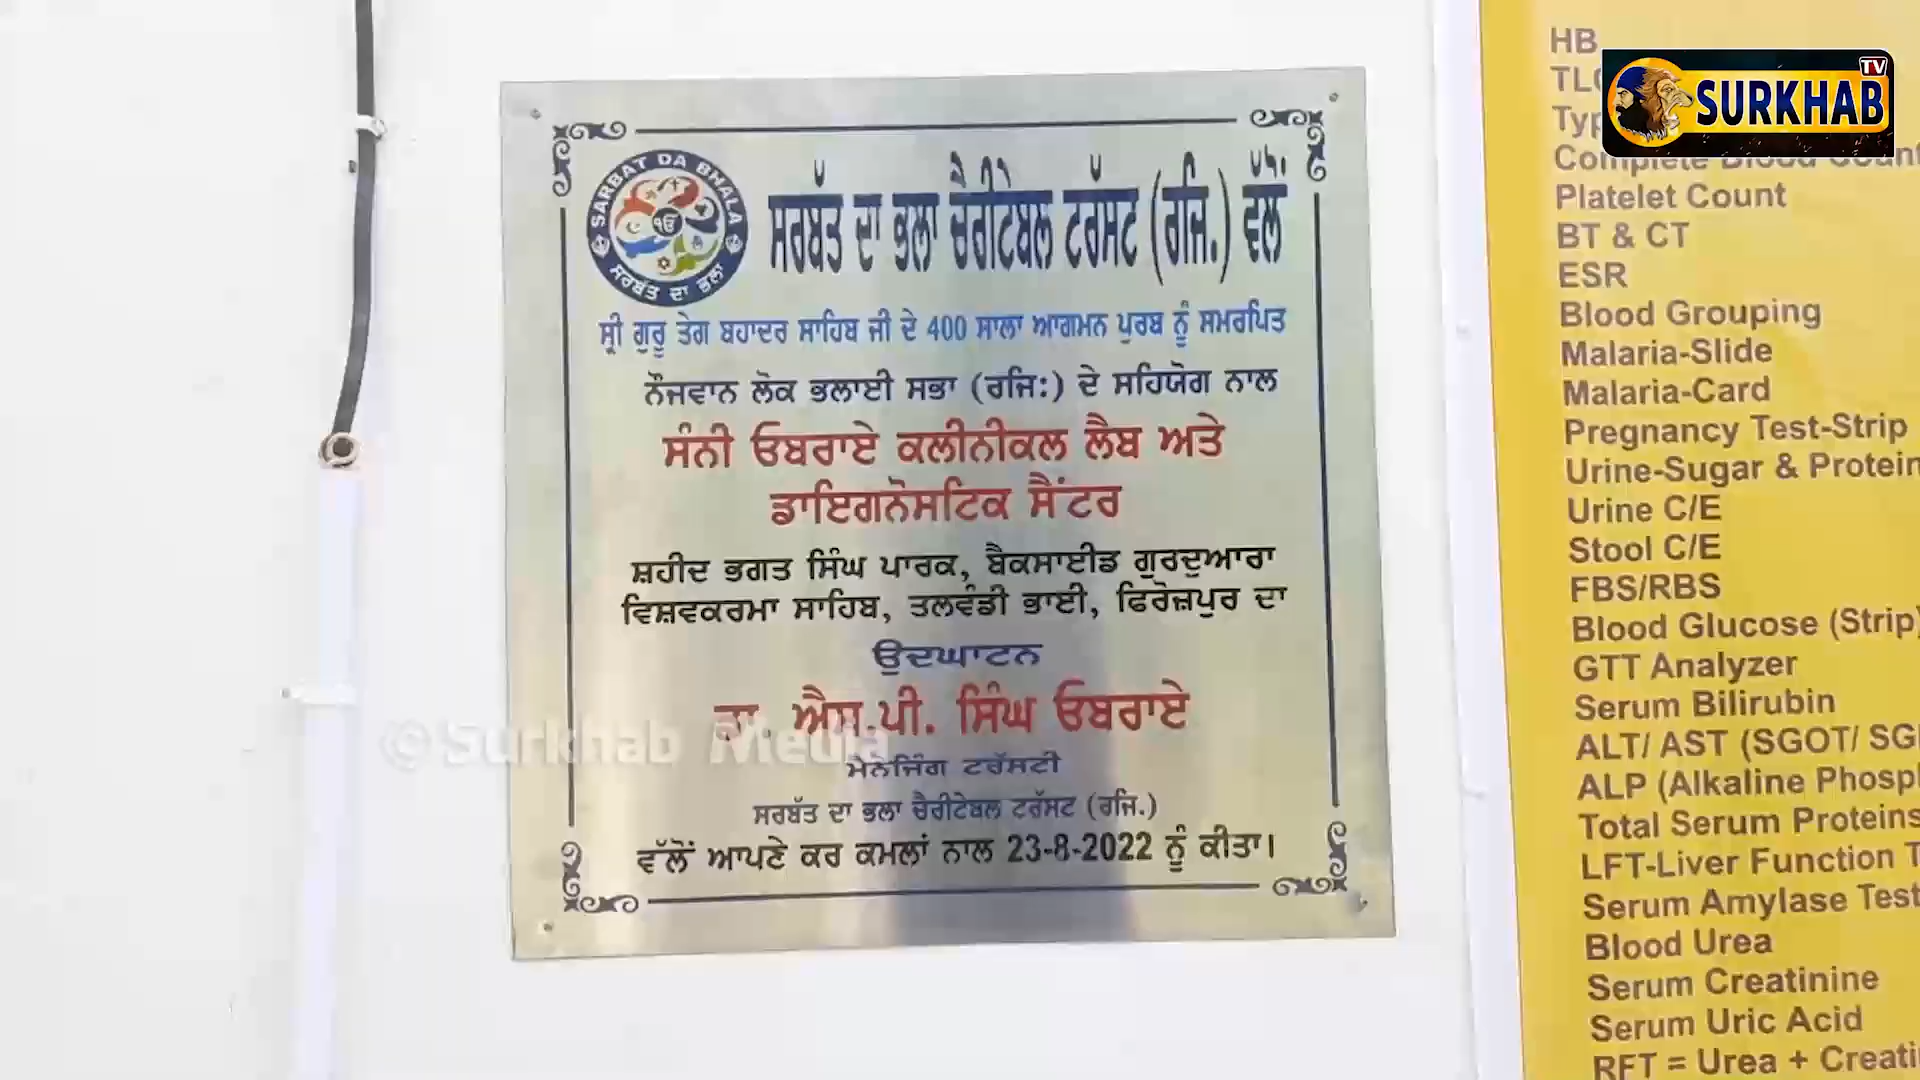 SARBAT DA BHALA
ਸਰਬੱਤ ਦਾ ਭਲਾ
ਸਰਬੱਤ ਦਾ ਭਲਾ ਚੈਰੀਟੇਬਲ ਟਰੱਸਟ (ਰਜਿ.) ਵੱਲੋਂ
ਸ੍ਰੀ ਗੁਰੂ ਤੇਗ ਬਹਾਦਰ ਸਾਹਿਬ ਜੀ ਦੇ 400 ਸਾਲਾ ਆਗਮਨ ਪੁਰਬ ਨੂੰ ਸਮਰਪਿਤ
ਨੌਜਵਾਨ ਲੋਕ ਭਲਾਈ ਸਭਾ (ਰਜਿ:) ਦੇ ਸਹਿਯੋਗ ਨਾਲ
ਸੰਨੀ ਓਬਰਾਏ ਕਲੀਨੀਕਲ ਲੈਬ ਅਤੇ
ਡਾਇਗਨੋਸਟਿਕ ਸੈਂਟਰ
ਸ਼ਹੀਦ ਭਗਤ ਸਿੰਘ ਪਾਰਕ, ਬੈਕਸਾਈਡ ਗੁਰਦੁਆਰਾ
ਵਿਸ਼ਵਕਰਮਾ ਸਾਹਿਬ, ਤਲਵੰਡੀ ਭਾਈ, ਫਿਰੋਜ਼ਪੁਰ ਦਾ
ਉਦਘਾਟਨ
ਡਾ. ਐਸ.ਪੀ. ਸਿੰਘ ਓਬਰਾਏ
ਮੈਨੇਜਿੰਗ ਟਰੱਸਟੀ
ਸਰਬੱਤ ਦਾ ਭਲਾ ਚੈਰੀਟੇਬਲ ਟਰੱਸਟ (ਰਜਿ.)
ਵੱਲੋਂ ਆਪਣੇ ਕਰ ਕਮਲਾਂ ਨਾਲ 23-8-2022 ਨੂੰ ਕੀਤਾ।
© Surkhab Media
SURKHAB TV
HB
Complete Blood Count
Platelet Count
BT & CT
ESR
Blood Grouping
Malaria-Slide
Malaria-Card
Pregnancy Test-Strip
Urine-Sugar & Protein
Urine C/E
Stool C/E
FBS/RBS
Blood Glucose (Strip)
GTT Analyzer
Serum Bilirubin
ALT/ AST (SGOT/
ALP (Alkaline
Total Serum Proteins
LFT-Liver Function
Serum Amylase Test
Blood Urea
Serum Creatinine
Serum Uric Acid
RFT = Urea +